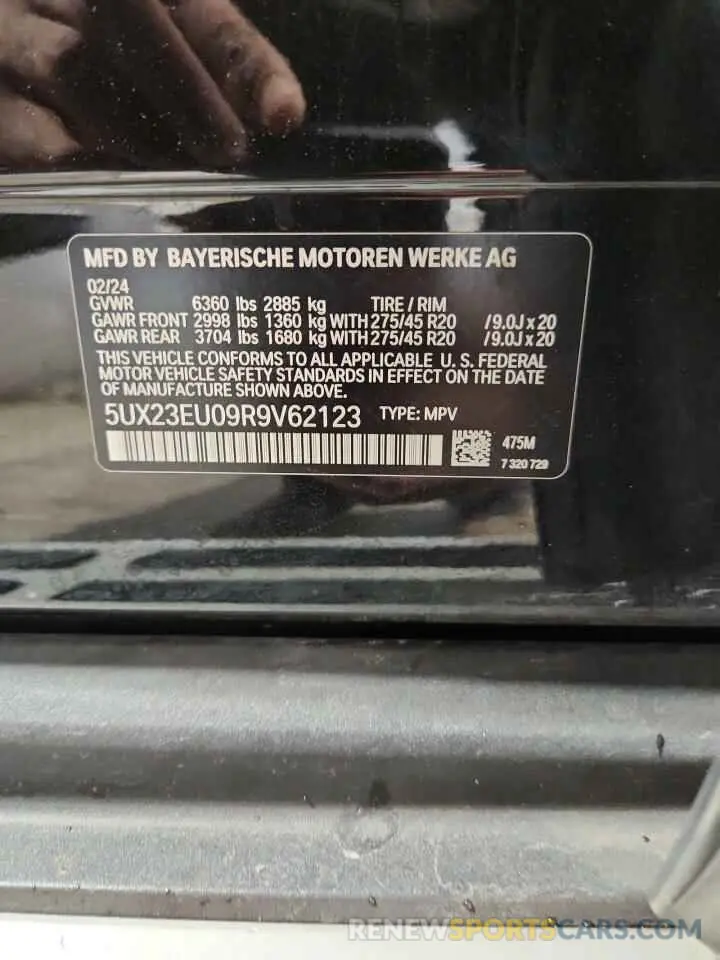 MFD BY BAYERISCHE MOTOREN WERKE AG
02/24
GVWR 6360 lbs 2885 kg TIRE / RIM
GAWR FRONT 2998 lbs 1360 kg WITH 275/45 R20 /9.0J x 20
GAWR REAR 3704 lbs 1680 kg WITH 275/45 R20 /9.0J x 20
THIS VEHICLE CONFORMS TO ALL APPLICABLE U. S. FEDERAL
MOTOR VEHICLE SAFETY STANDARDS IN EFFECT ON THE DATE
OF MANUFACTURE SHOWN ABOVE.
5UX23EU09R9V62123 TYPE: MPV
475M
7 320 729
RENEWSPORTSCARS.COM